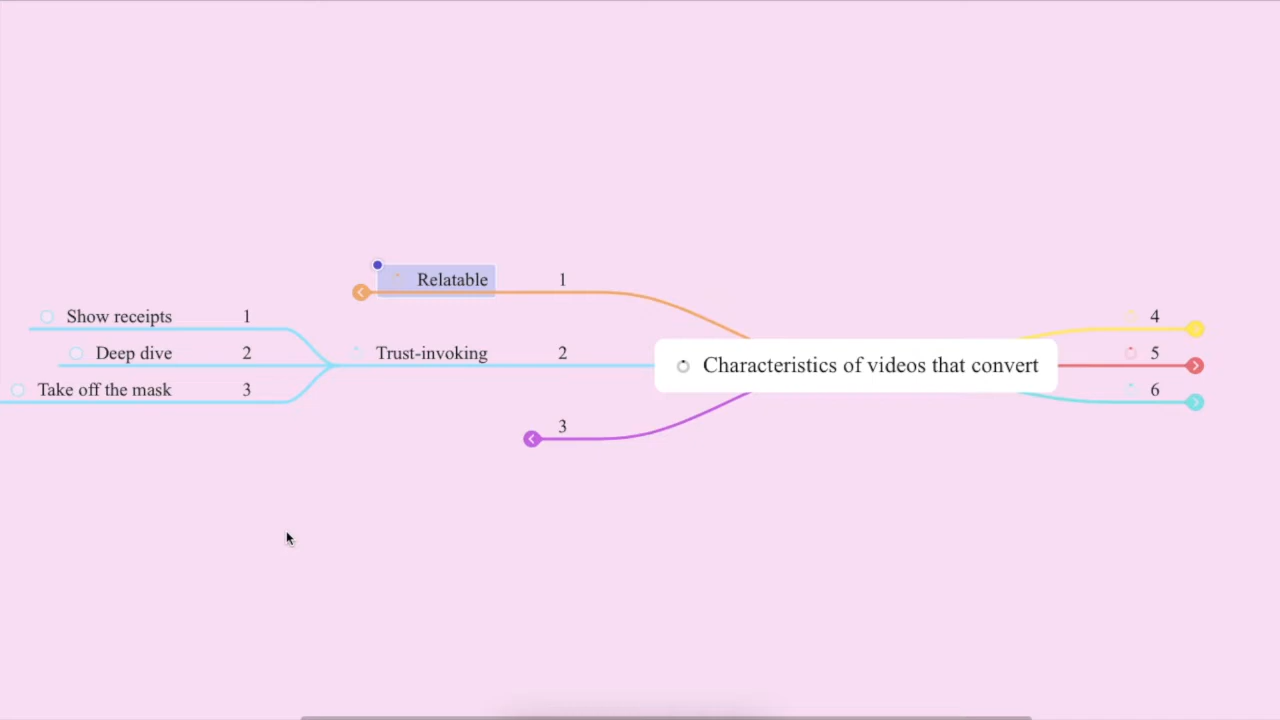 Relatable 1
Show receipts 1
Deep dive 2
Take off the mask 3
Trust-invoking 2
3
Characteristics of videos that convert
4
5
6